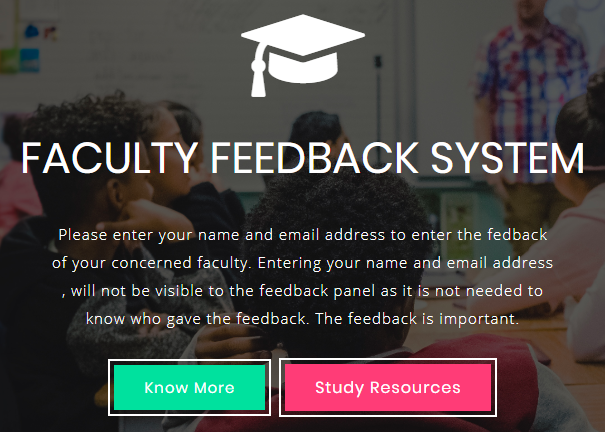 FACULTY FEEDBACK SYSTEM
Please enter your name and email address to enter the fedback
of your concerned faculty. Entering your name and email address
, will not be visible to the feedback panel as it is not needed to
know who gave the feedback. The feedback is important.
Know More
Study Resources